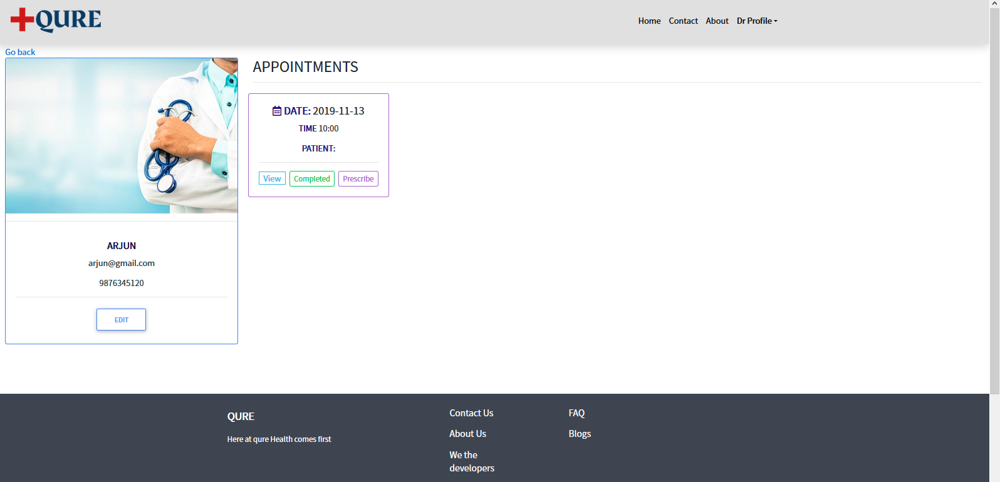 QURE
Home Contact About Dr Profile
Go back
APPOINTMENTS
DATE: 2019-11-13
TIME 10:00
PATIENT:
View Completed Prescribe
ARJUN
arjun@gmail.com
9876345120
EDIT
QURE
Here at qure Health comes first
Contact Us
About Us
We the
developers
FAQ
Blogs